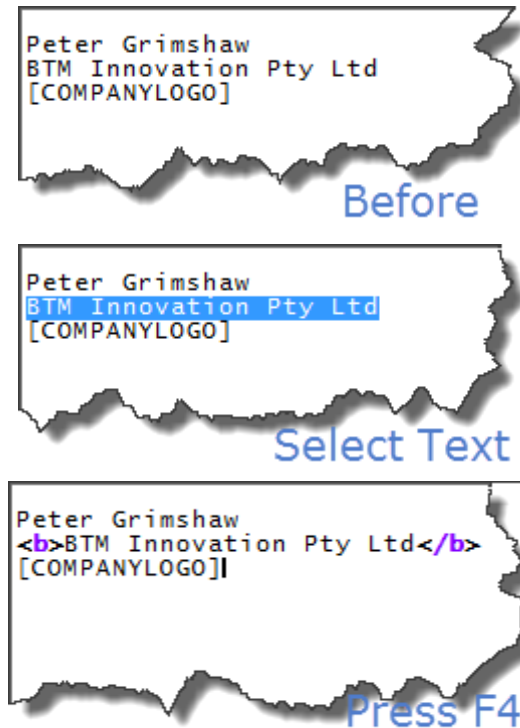 Peter Grimshaw
BTM Innovation Pty Ltd
[COMPANYLOGO]
Before
Peter Grimshaw
BTM Innovation Pty Ltd
[COMPANYLOGO]
Select Text
Peter Grimshaw
<b>BTM Innovation Pty Ltd</b>
[COMPANYLOGO]
Press F4